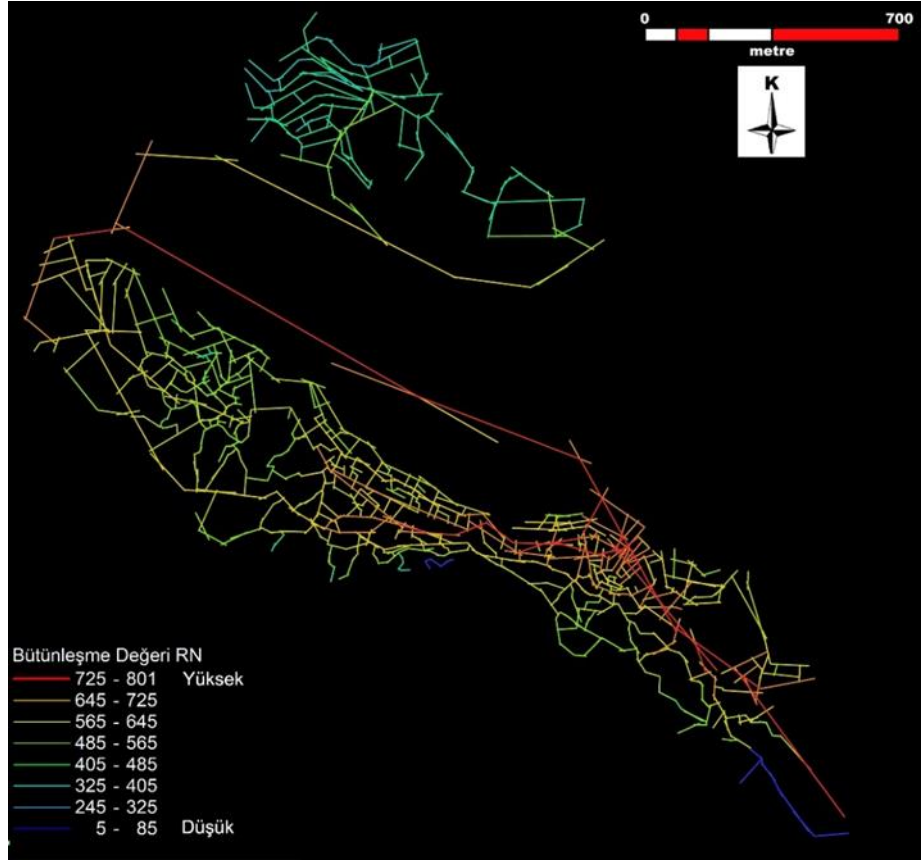 0 700
metre
K
Bütünleşme Değeri RN
725 - 801 Yüksek
645 - 725
565 - 645
485 - 565
405 - 485
325 - 405
245 - 325
5 - 85 Düşük